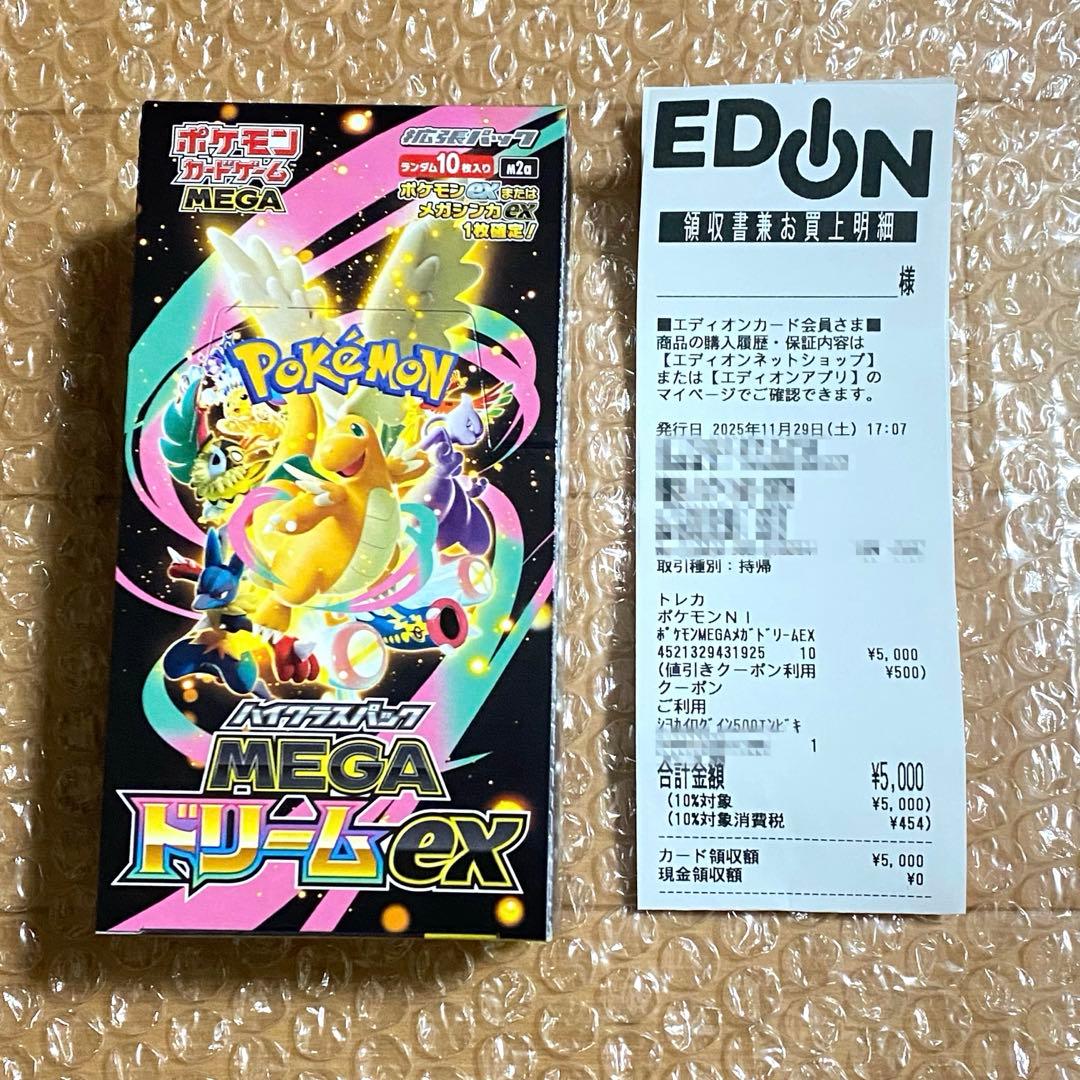 ポケモン
カードゲーム
MEGA
拡張パック
ランダム10枚入り
M2a
ポケモンexまたは
メガシンカex
1枚確定!
POKéMON
ハイクラスパック
MEGA
ドリームex
EDION
領収書兼お買上明細
様
■エディオンカード会員さま■
商品の購入履歴・保証内容は
【エディオンネットショップ】
または【エディオンアプリ】の
マイページでご確認できます。
発行日 2025年11月29日(土) 17:07
取引種別:持帰
トレカ
ポケモンNI
ポケモンMEGAメガドリームEX
4521329431925 10 ¥5,000
(値引きクーポン利用 ¥500)
クーポン
ご利用
ショカイログイン500エンビキ
1
合計金額 ¥5,000
(10%対象 ¥5,000)
(10%対象消費税 ¥454)
カード領収額 ¥5,000
現金領収額 ¥0